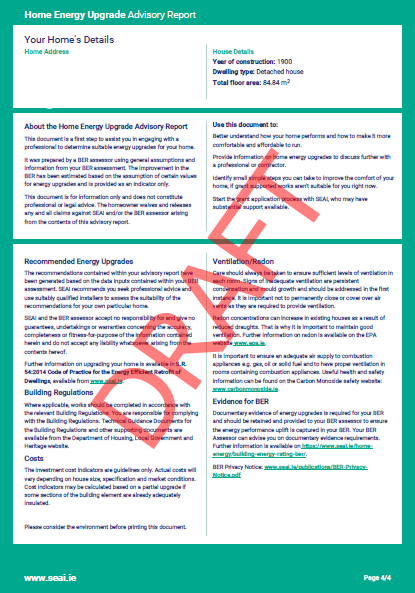 Home Energy Upgrade Advisory Report
Your Home's Details
Home Address
House Details
Year of construction: 1900
Dwelling type: Detached house
Total floor area: 84.84 m²
About the Home Energy Upgrade Advisory Report
This document is a first step to assist you in engaging with a
professional to determine suitable energy upgrades for your home.
It was prepared by a BER assessor using general assumptions and
information from your BER assessment. The improvement in the
BER has been estimated based on the assumption of certain values
for energy upgrades and is provided as an indication only.
This document is for information only and does not constitute
professional or legal advice. The homeowner waives and releases
any and all claims against SEAI and/or the BER assessor arising
from the contents of this advisory report.
Use this document to:
Better understand how your home performs and how to make it more
comfortable and affordable to run.
Provide information on home energy upgrades to discuss further with
a professional or contractor.
Identify small simple steps you can take to improve the comfort of your
home, if grant supported works aren't suitable for you right now.
Start the grant application process with SEAI, who may have
substantial support available.
Recommended Energy Upgrades
The recommendations contained within your advisory report have
been generated based on the data inputs contained within your BER
assessment. SEAI recommends you seek professional advice and
use suitably qualified installers to assess the suitability of the
recommendations for your own particular home.
SEAI and the BER assessor accept no responsibility for and give no
guarantees, undertakings or warranties concerning the accuracy,
completeness or fitness-for-purpose of the information contained
herein and do not accept any liability whatsoever arising from the
contents hereof.
Further information on upgrading your home is available in S.R.
54:2014 Code of Practice for the Energy Efficient Retrofit of
Dwellings, available from www.seai.ie.
Building Regulations
Where applicable, works should be completed in accordance with
the relevant Building Regulations. You are responsible for complying
with the Building Regulations. Technical Guidance Documents for
the Building Regulations and other supporting documents are
available from the Department of Housing, Local Government and
Heritage website.
Costs
The investment cost indicators are guidelines only. Actual costs will
vary depending on house size, specification and market conditions.
Cost indicators may be calculated based on a partial upgrade if
some sections of the building element are already adequately
insulated.
Please consider the environment before printing this document.
Ventilation/Radon
Care should always be taken to ensure sufficient levels of ventilation in
each room. Signs of inadequate ventilation are persistent
condensation and mould growth and should be addressed in the first
instance. It is important not to permanently close or cover over air
vents as they are required to provide ventilation.
Radon concentrations can increase in existing houses as a result of
reduced draughts. That is why it is important to maintain good
ventilation. Further information on radon is available on the EPA
website www.epa.ie.
It is important to ensure an adequate air supply to combustion
appliances e.g. gas, oil or solid fuel and to have proper ventilation in
rooms containing combustion appliances. Useful health and safety
information can be found on the Carbon Monoxide safety website:
www.carbonmonoxide.ie.
Evidence for BER
Documentary evidence of energy upgrades is required for your BER
and should be retained and provided to your BER assessor to ensure
the energy performance uplift is captured in your BER. Your BER
Assessor can advise you on documentary evidence requirements.
Further information is available on https://www.seai.ie/home-
energy/building-energy-rating-ber/.
BER Privacy Notice: www.seai.ie/publications/BER-Privacy-
Notice.pdf
DRAFT
www.seai.ie
Page 4/4